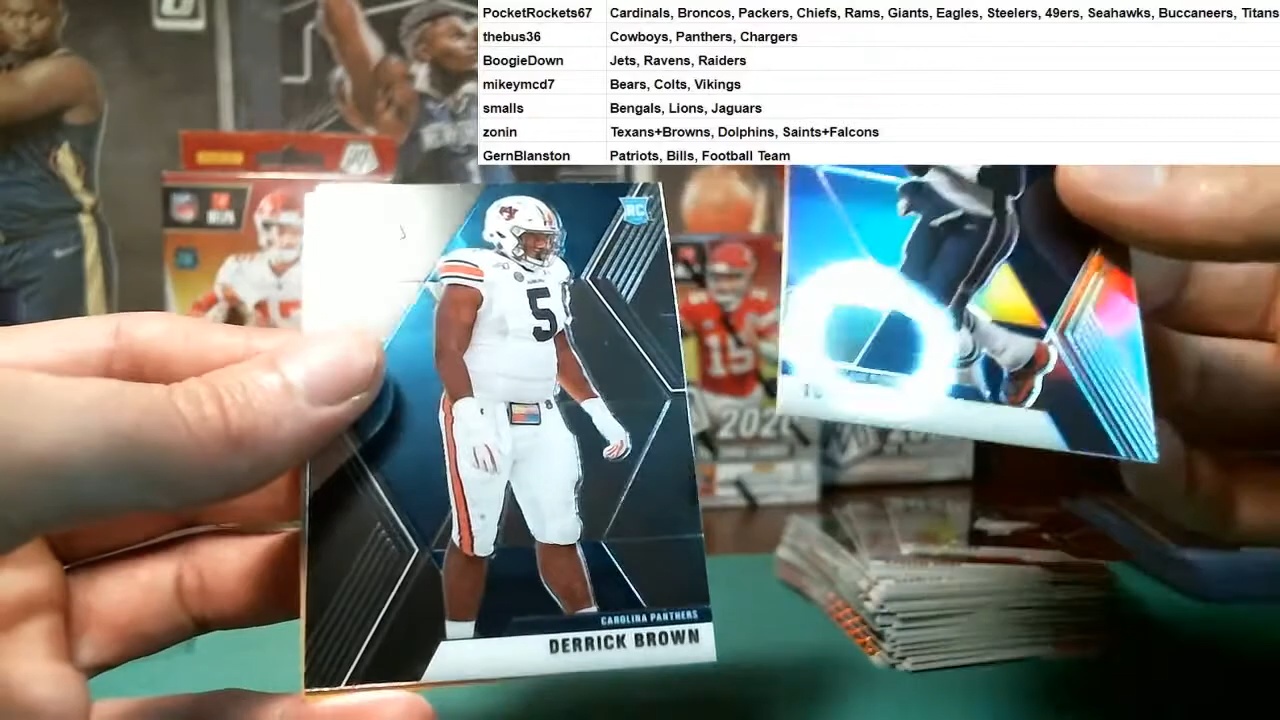 PocketRockets67 Cardinals, Broncos, Packers, Chiefs, Rams, Giants, Eagles, Steelers, 49ers, Seahawks, Buccaneers, Titans
thebus36 Cowboys, Panthers, Chargers
BoogieDown Jets, Ravens, Raiders
mikeymcd7 Bears, Colts, Vikings
smalls Bengals, Lions, Jaguars
zonin Texans+Browns, Dolphins, Saints+Falcons
GernBlanston Patriots, Bills, Football Team
RC
5
15
CAROLINA PANTHERS
DERRICK BROWN